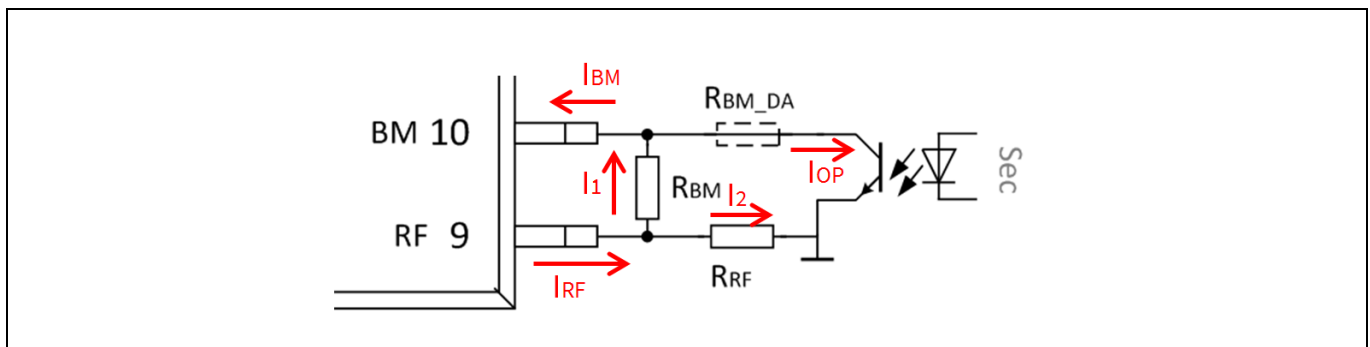 IBM
RBM_DA
BM 10
IOP
I1
RBM
I2
RF 9
IRF
RRF
Sec